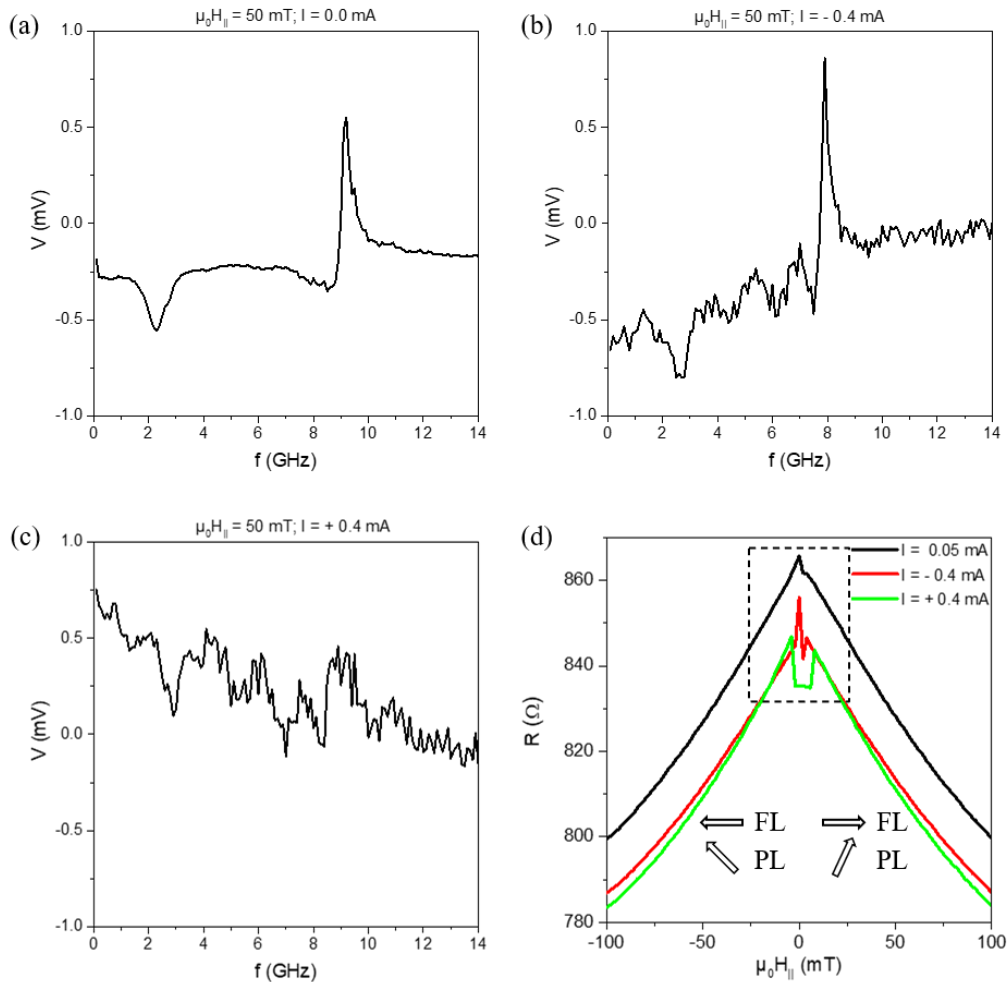 (a)
μ₀H|| = 50 mT; I = 0.0 mA
1.0
0.5
0.0
-0.5
-1.0
V (mV)
0 2 4 6 8 10 12 14
f (GHz)
(b)
μ₀H|| = 50 mT; I = - 0.4 mA
1.0
0.5
0.0
-0.5
-1.0
V (mV)
0 2 4 6 8 10 12 14
f (GHz)
(c)
μ₀H|| = 50 mT; I = + 0.4 mA
1.0
0.5
0.0
-0.5
-1.0
V (mV)
0 2 4 6 8 10 12 14
f (GHz)
(d)
I = 0.05 mA
I = - 0.4 mA
I = + 0.4 mA
860
840
820
800
780
R (Ω)
FL FL
PL PL
-100 -50 0 50 100
μ₀H|| (mT)